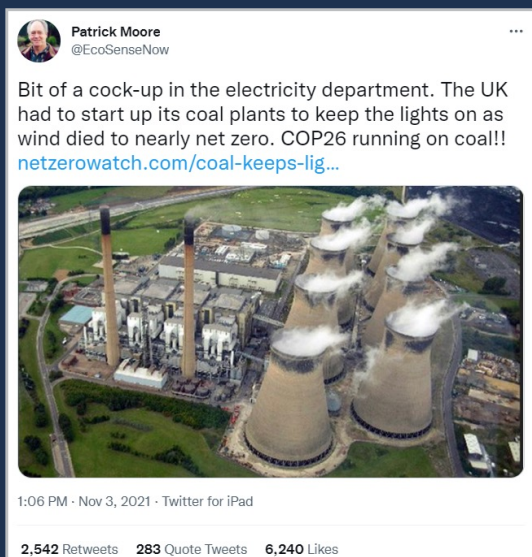 Patrick Moore
@EcoSenseNow
Bit of a cock-up in the electricity department. The UK
had to start up its coal plants to keep the lights on as
wind died to nearly net zero. COP26 running on coal!!
netzerowatch.com/coal-keeps-lig...
1:06 PM · Nov 3, 2021 · Twitter for iPad
2,542 Retweets 283 Quote Tweets 6,240 Likes